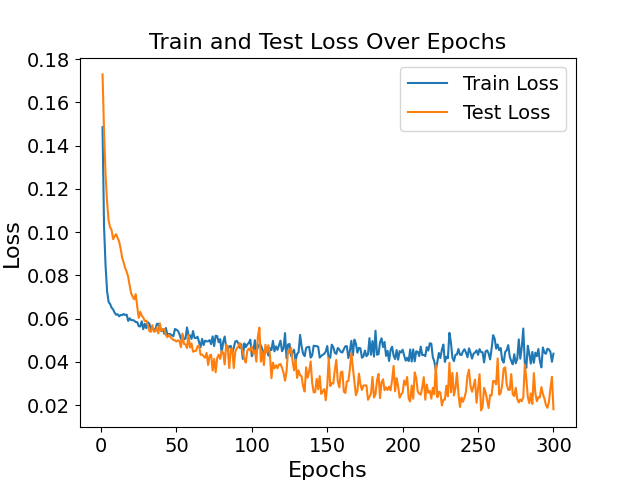 Train and Test Loss Over Epochs
0.18
0.16
0.14
0.12
0.10
0.08
0.06
0.04
0.02
Loss
Train Loss
Test Loss
0 50 100 150 200 250 300
Epochs